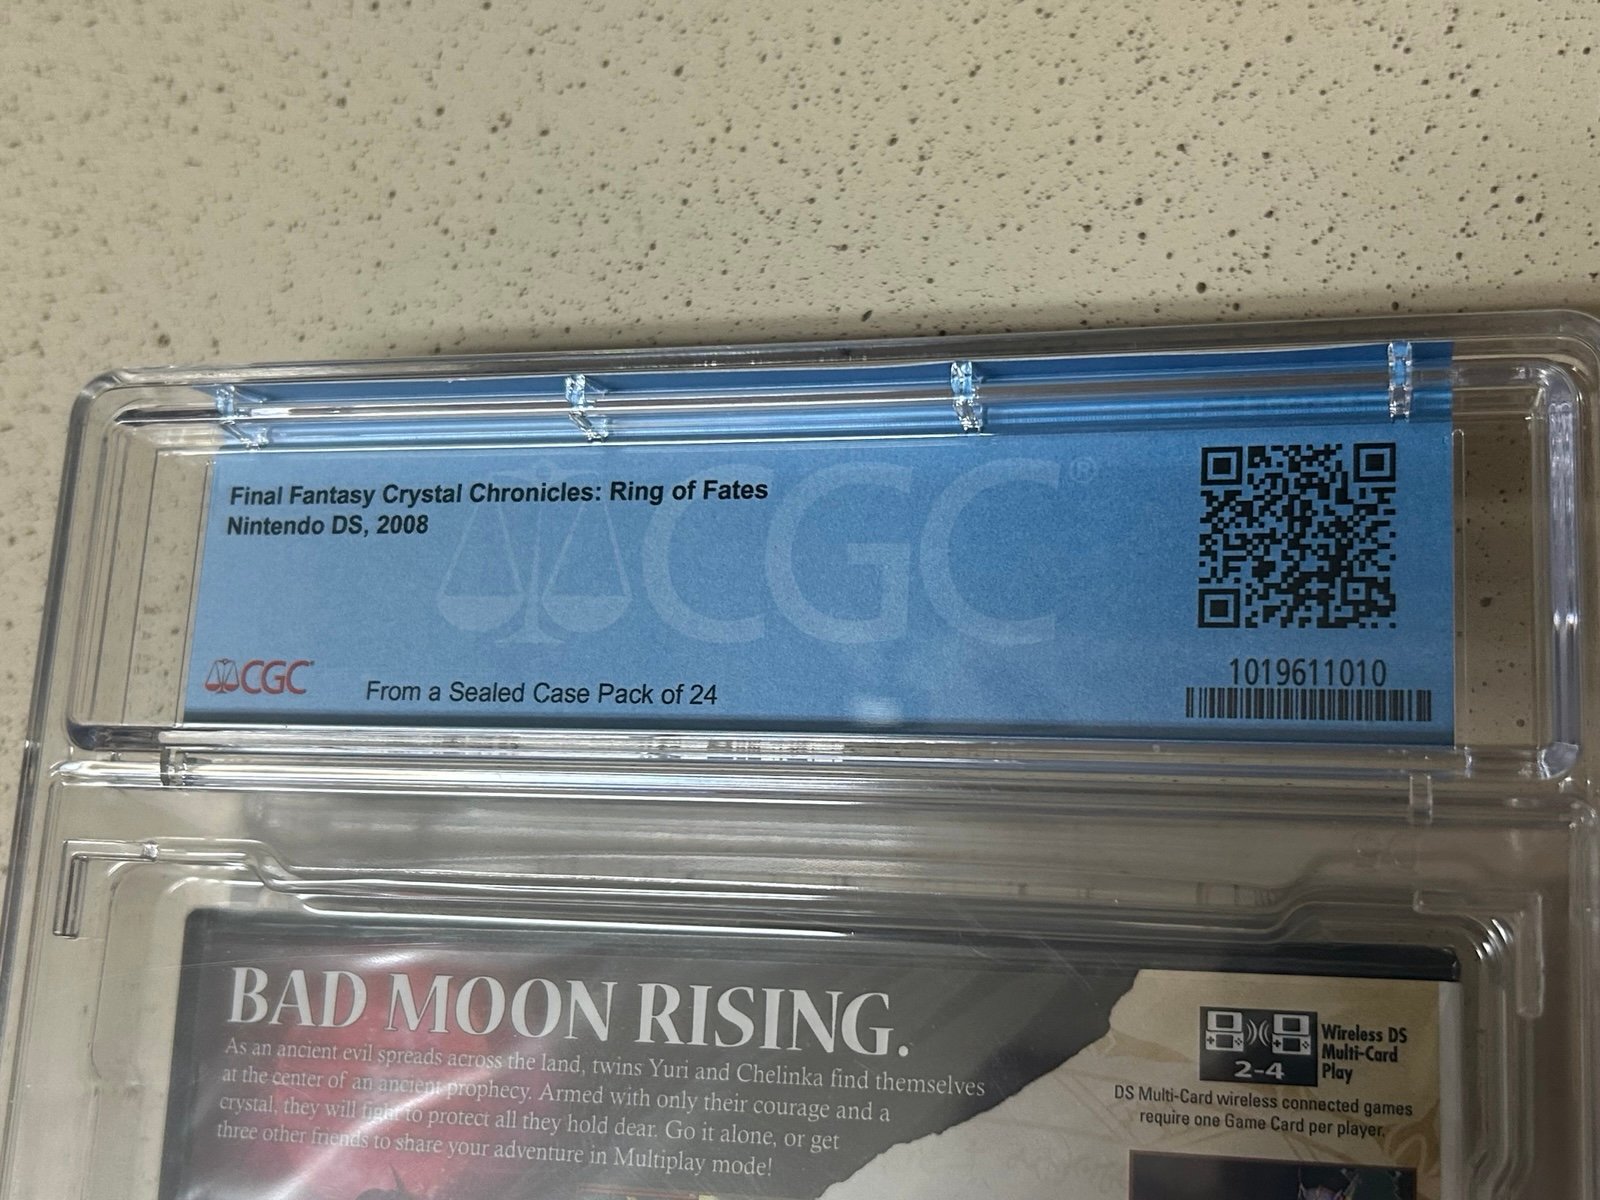 CGC®
Final Fantasy Crystal Chronicles: Ring of Fates
Nintendo DS, 2008
CGC
From a Sealed Case Pack of 24
1019611010
BAD MOON RISING.
As an ancient evil spreads across the land, twins Yuri and Chelinka find themselves
at the center of an ancient prophecy. Armed with only their courage and a
crystal, they will fight to protect all they hold dear. Go it alone, or get
three other friends to share your adventure in Multiplay mode!
2-4
Wireless DS
Multi-Card
Play
DS Multi-Card wireless connected games
require one Game Card per player.